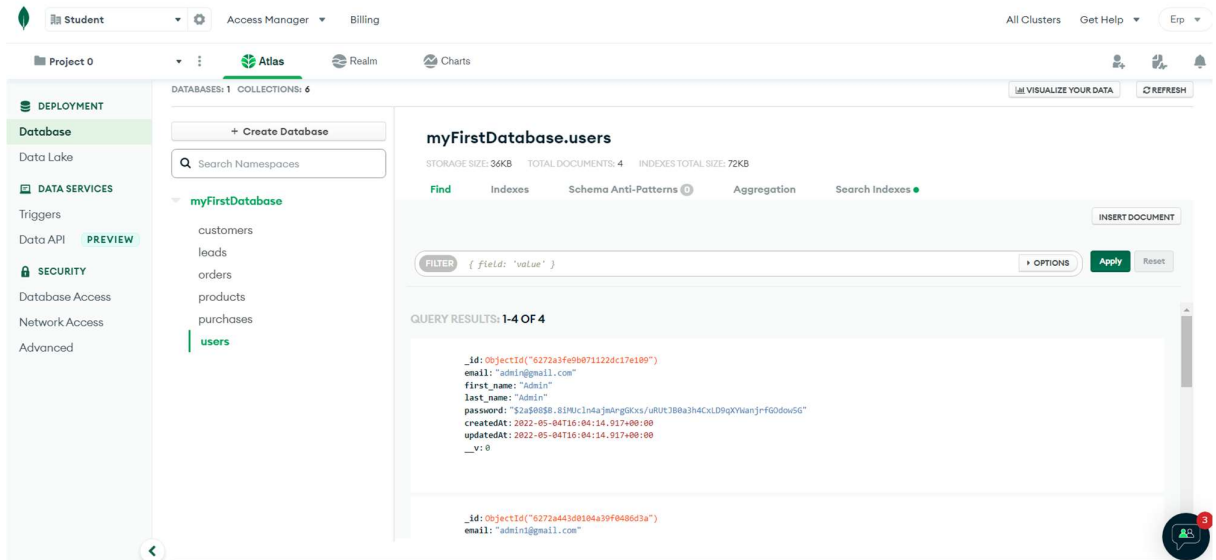 Student Access Manager Billing All Clusters Get Help Erp
Project 0 Atlas Realm Charts
DATABASES: 1 COLLECTIONS: 6 VISUALIZE YOUR DATA REFRESH
DEPLOYMENT
Database
Data Lake
DATA SERVICES
Triggers
Data API PREVIEW
SECURITY
Database Access
Network Access
Advanced
+ Create Database
Search Namespaces
myFirstDatabase
customers
leads
orders
products
purchases
users
myFirstDatabase.users
STORAGE SIZE: 36KB TOTAL DOCUMENTS: 4 INDEXES TOTAL SIZE: 72KB
Find Indexes Schema Anti-Patterns 0 Aggregation Search Indexes
INSERT DOCUMENT
FILTER { field: 'value' } OPTIONS Apply Reset
QUERY RESULTS: 1-4 OF 4
_id: ObjectId("6272a3fe9b071122dc17e109")
email: "admin@gmail.com"
first_name: "Admin"
last_name: "Admin"
password: "$2a$08$B.8iMUcln4ajmArgGKxs/uRUtJB0a3h4CxLD9qXYWanjrfGOdow5G"
createdAt: 2022-05-04T16:04:14.917+00:00
updatedAt: 2022-05-04T16:04:14.917+00:00
__v: 0
_id: ObjectId("6272a443d0104a39f0486d3a")
email: "admin1@gmail.com"
3